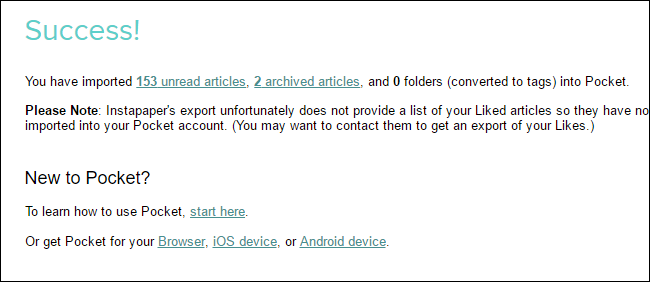 Success!
You have imported 153 unread articles, 2 archived articles, and 0 folders (converted to tags) into Pocket.
Please Note: Instapaper's export unfortunately does not provide a list of your Liked articles so they have no
imported into your Pocket account. (You may want to contact them to get an export of your Likes.)
New to Pocket?
To learn how to use Pocket, start here.
Or get Pocket for your Browser, iOS device, or Android device.